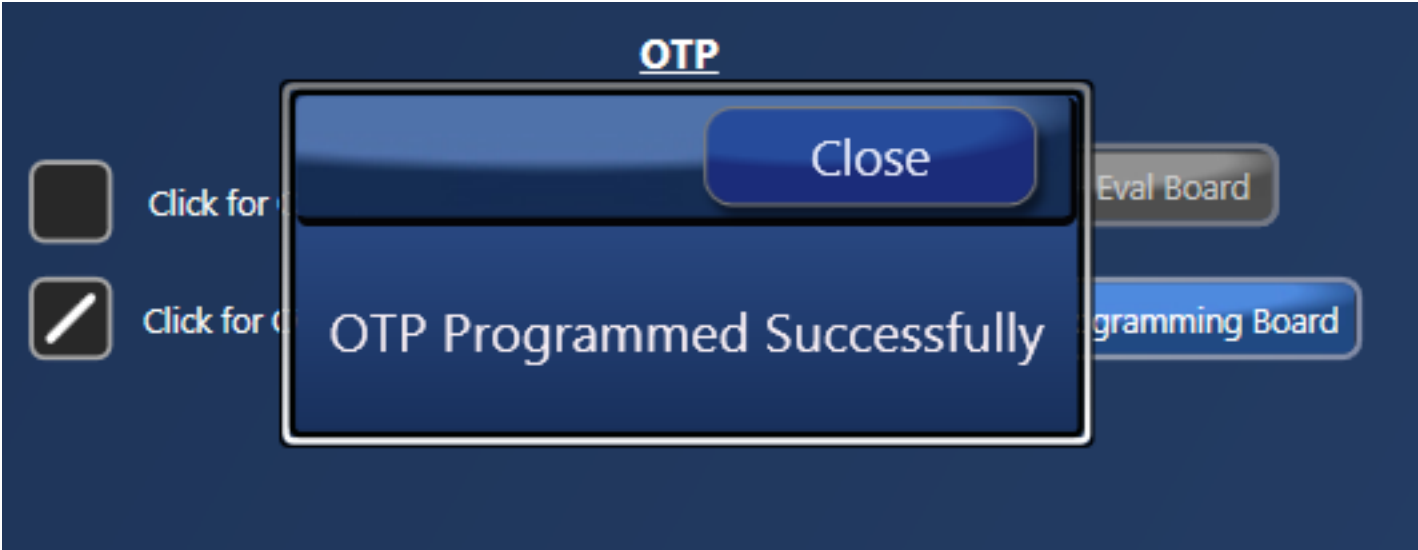 OTP
Close
Click for
Eval Board
Click for
gramming Board
OTP Programmed Successfully